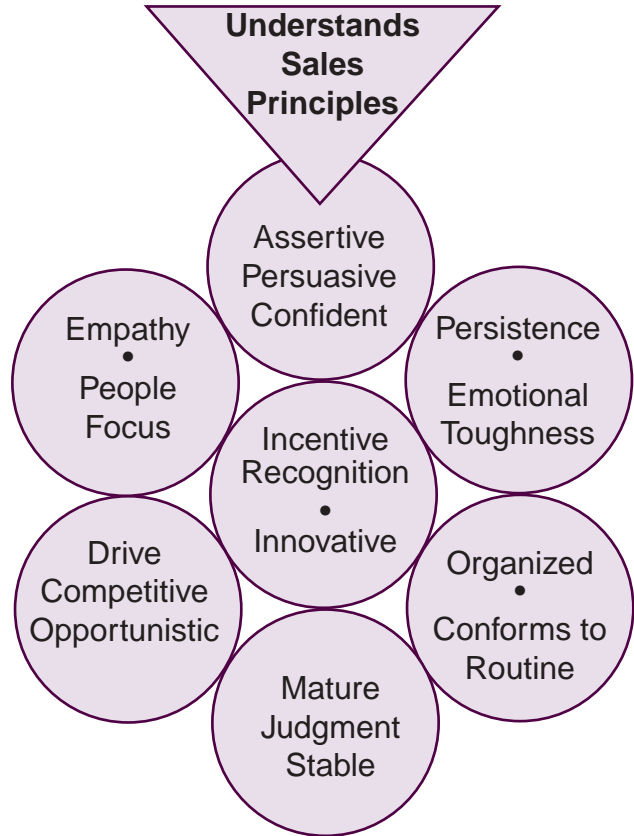 Understands
Sales
Principles
Assertive
Persuasive
Confident
Empathy
•
People
Focus
Persistence
•
Emotional
Toughness
Incentive
Recognition
•
Innovative
Drive
Competitive
Opportunistic
Organized
•
Conforms to
Routine
Mature
Judgment
Stable